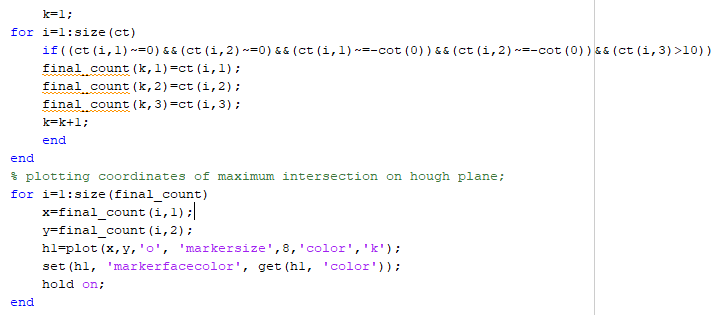 k=1;
for i=1:size(ct)
if((ct(i,1)~=0)&&(ct(i,2)~=0)&&(ct(i,1)~=-cot(0))&&(ct(i,2)~=-cot(0))&&(ct(i,3)>10))
final_count(k,1)=ct(i,1);
final_count(k,2)=ct(i,2);
final_count(k,3)=ct(i,3);
k=k+1;
end
end
% plotting coordinates of maximum intersection on hough plane;
for i=1:size(final_count)
x=final_count(i,1);
y=final_count(i,2);
h1=plot(x,y,'o', 'markersize',8,'color','k');
set(h1, 'markerfacecolor', get(h1, 'color'));
hold on;
end